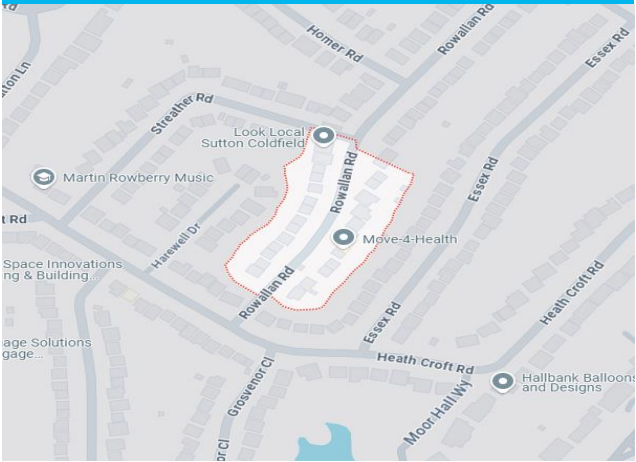 Homer Rd
Rowallan Rd
Essex Rd
Streather Rd
Look Local
Sutton Coldfield
Martin Rowberry Music
Rowallan Rd
Essex Rd
Harewell Dr
Move-4-Health
Space Innovations
ng & Building...
Rowallan Rd
Essex Rd
Heath Croft Rd
age Solutions
gage...
Heath Croft Rd
Grosvenor Cl
Moor Hall Wy
Hallbank Balloons
and Designs